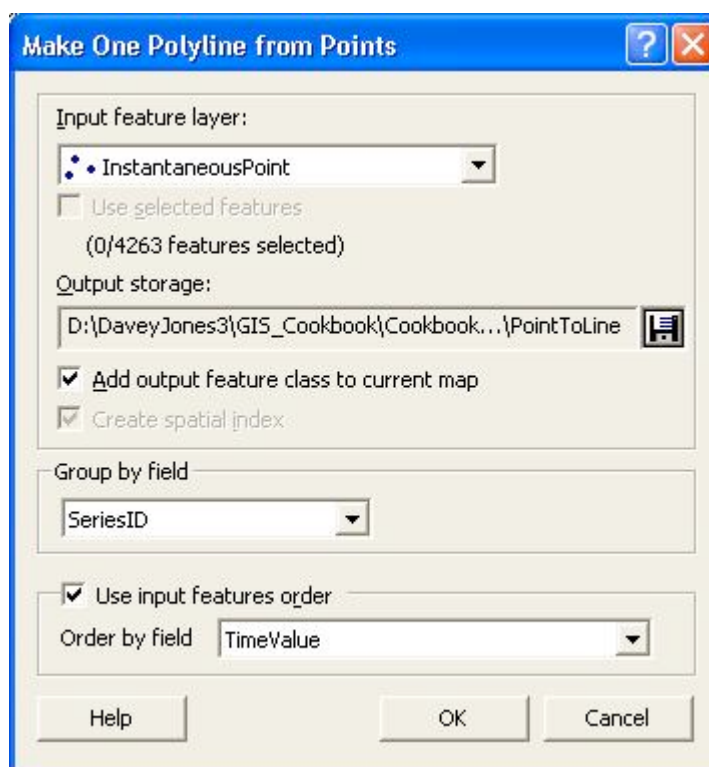 Make One Polyline from Points
?
Input feature layer:
InstantaneousPoint
Use selected features
(0/4263 features selected)
Output storage:
D:\DaveyJones3\GIS_Cookbook\Cookbook...\PointToLine
Add output feature class to current map
Create spatial index
Group by field
SeriesID
Use input features order
Order by field TimeValue
Help OK Cancel